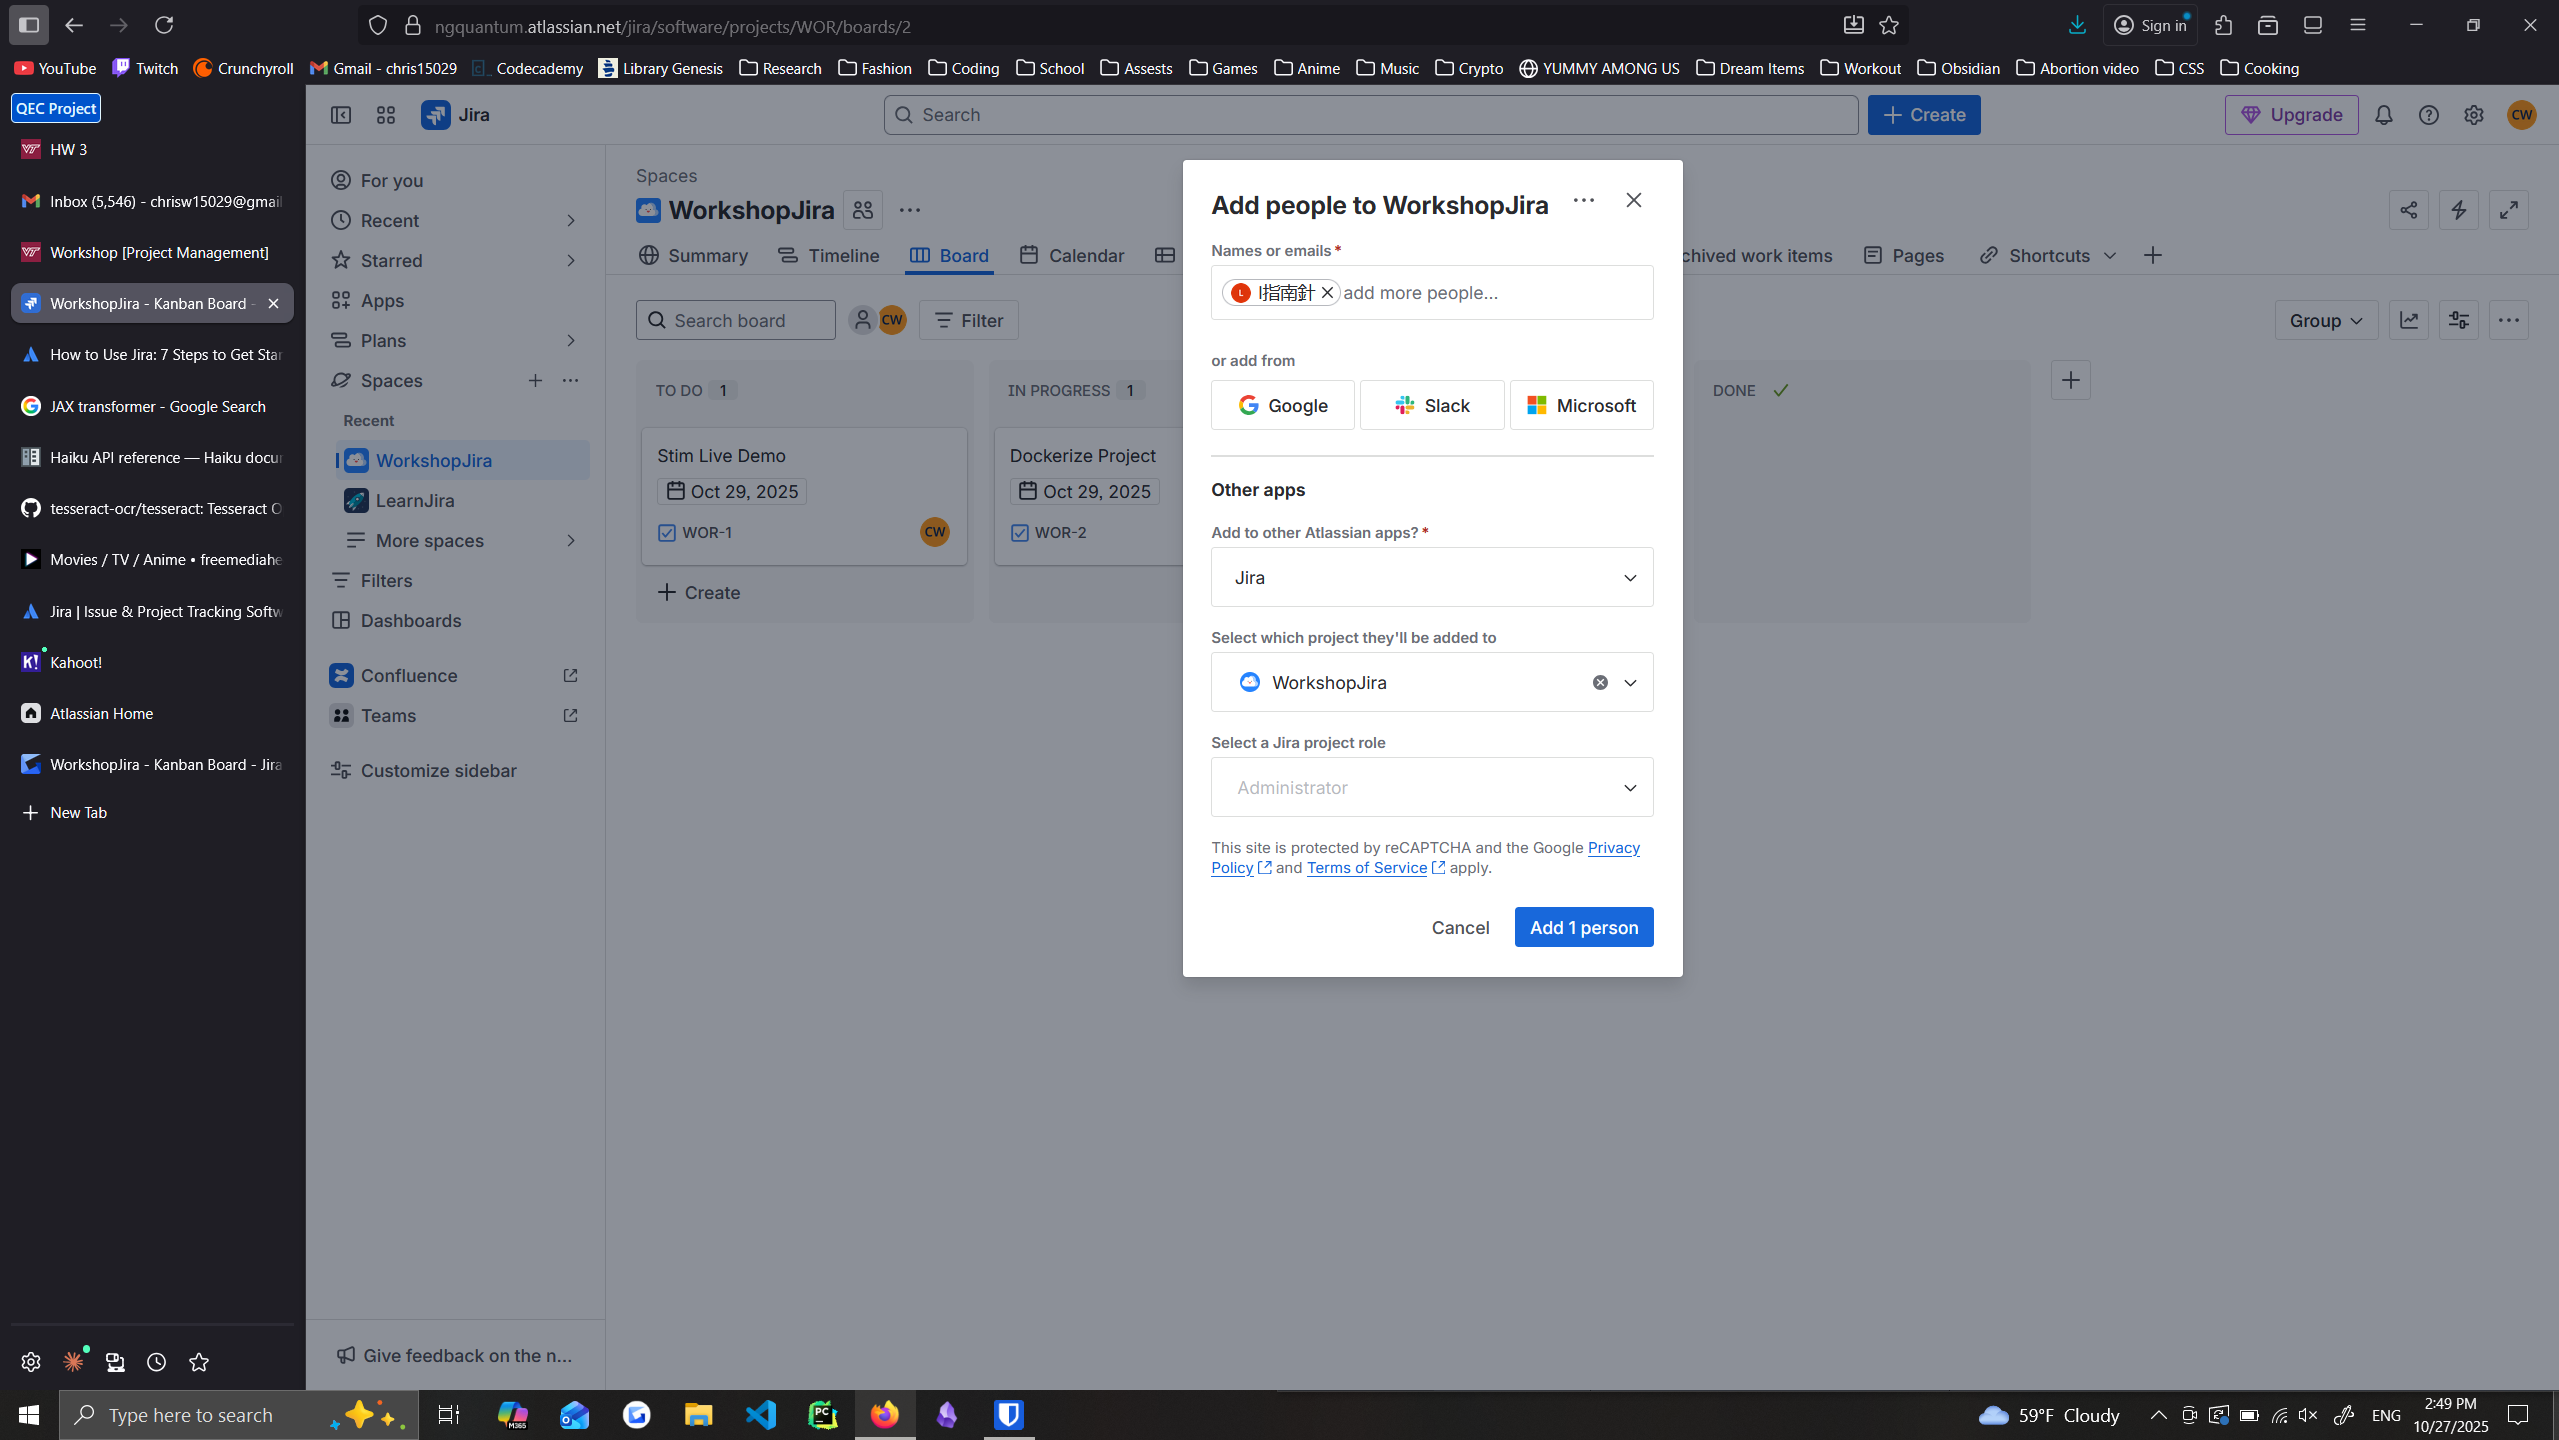 ngquantum.atlassian.net/jira/software/projects/WOR/boards/2
Sign in
YouTube
Twitch
Crunchyroll
Gmail - chris15029
Codecademy
Library Genesis
Research
Fashion
Coding
School
Assests
Games
Anime
Music
Crypto
YUMMY AMONG US
Dream Items
Workout
Obsidian
Abortion video
CSS
Cooking
QEC Project
HW 3
Inbox (5,546) - chrisw15029@gmail
Workshop [Project Management]
WorkshopJira - Kanban Board -
How to Use Jira: 7 Steps to Get Star
JAX transformer - Google Search
Haiku API reference — Haiku docu
tesseract-ocr/tesseract: Tesseract O
Movies / TV / Anime • freemediahe
Jira | Issue & Project Tracking Softw
Kahoot!
Atlassian Home
WorkshopJira - Kanban Board - Jira
New Tab
Jira
Search
Create
Upgrade
CW
For you
Recent
Starred
Apps
Plans
Spaces
Recent
WorkshopJira
LearnJira
More spaces
Filters
Dashboards
Confluence
Teams
Customize sidebar
Give feedback on the n...
Spaces
WorkshopJira
Summary
Timeline
Board
Calendar
chived work items
Pages
Shortcuts
Search board
CW
Filter
Group
TO DO 1
Stim Live Demo
Oct 29, 2025
WOR-1
CW
Create
IN PROGRESS 1
Dockerize Project
Oct 29, 2025
WOR-2
DONE
Add people to WorkshopJira
Names or emails *
L l指南針 add more people...
or add from
Google
Slack
Microsoft
Other apps
Add to other Atlassian apps? *
Jira
Select which project they'll be added to
WorkshopJira
Select a Jira project role
Administrator
This site is protected by reCAPTCHA and the Google Privacy
Policy and Terms of Service apply.
Cancel
Add 1 person
Type here to search
M365
PC
59°F Cloudy
ENG
2:49 PM
10/27/2025